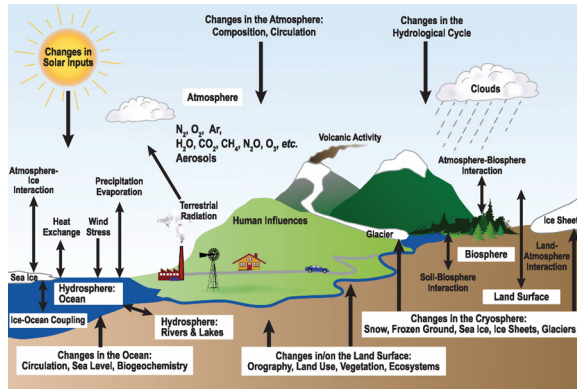 Changes in the Atmosphere:
Composition, Circulation
Changes in the
Hydrological Cycle
Changes in
Solar Inputs
Clouds
Atmosphere
N₂, O₂, Ar,
H₂O, CO₂, CH₄, N₂O, O₃, etc.
Aerosols
Volcanic Activity
Atmosphere-Biosphere
Interaction
Atmosphere-
Ice
Interaction
Precipitation
Evaporation
Terrestrial
Radiation
Heat
Exchange
Wind
Stress
Human Influences
Glacier
Ice Sheet
Land-
Atmosphere
Interaction
Biosphere
Sea Ice
Hydrosphere:
Ocean
Soil-Biosphere
Interaction
Land Surface
Ice-Ocean Coupling
Hydrosphere:
Rivers & Lakes
Changes in the Cryosphere:
Snow, Frozen Ground, Sea Ice, Ice Sheets, Glaciers
Changes in the Ocean:
Circulation, Sea Level, Biogeochemistry
Changes in/on the Land Surface:
Orography, Land Use, Vegetation, Ecosystems